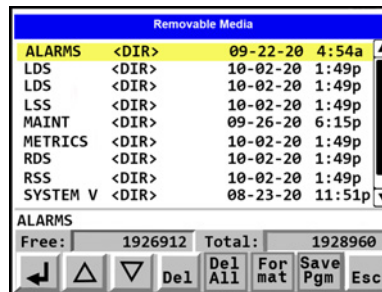 Removable Media
ALARMS <DIR> 09-22-20 4:54a
LDS <DIR> 10-02-20 1:49p
LDS <DIR> 10-02-20 1:49p
LSS <DIR> 10-02-20 1:49p
MAINT <DIR> 09-26-20 6:15p
METRICS <DIR> 10-02-20 1:49p
RDS <DIR> 10-02-20 1:49p
RSS <DIR> 10-02-20 1:49p
SYSTEM V <DIR> 08-23-20 11:51p
ALARMS
Free: 1926912 Total: 1928960
Del Del All For mat Save Pgm Esc